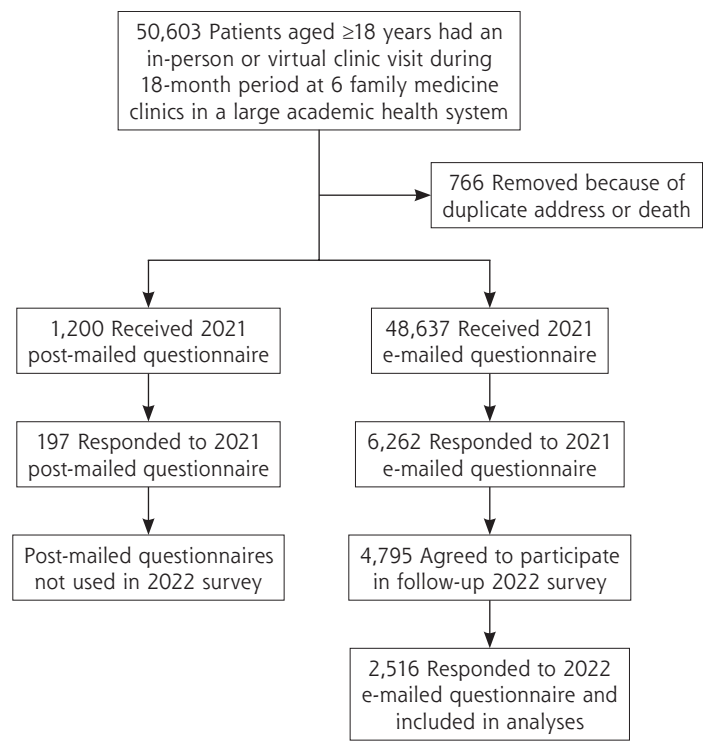 50,603 Patients aged ≥18 years had an
in-person or virtual clinic visit during
18-month period at 6 family medicine
clinics in a large academic health system
766 Removed because of
duplicate address or death
1,200 Received 2021
post-mailed questionnaire
48,637 Received 2021
e-mailed questionnaire
197 Responded to 2021
post-mailed questionnaire
6,262 Responded to 2021
e-mailed questionnaire
Post-mailed questionnaires
not used in 2022 survey
4,795 Agreed to participate
in follow-up 2022 survey
2,516 Responded to 2022
e-mailed questionnaire and
included in analyses